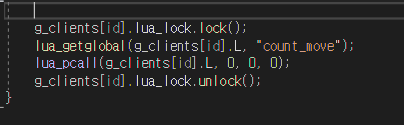 g_clients[id].lua_lock.lock();
lua_getglobal(g_clients[id].L, "count_move");
lua_pcall(g_clients[id].L, 0, 0, 0);
g_clients[id].lua_lock.unlock();
}